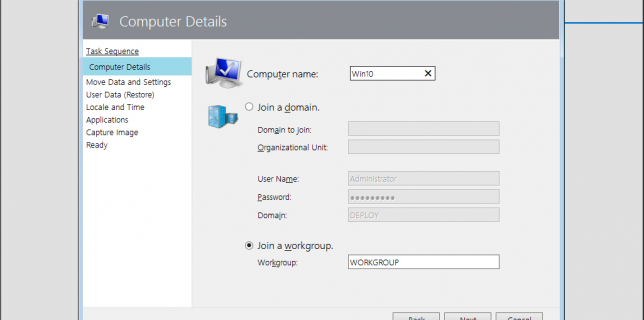 Computer Details
Task Sequence
Computer Details
Move Data and Settings
User Data (Restore)
Locale and Time
Applications
Capture Image
Ready
Computer name:
Win10
Join a domain.
Domain to join:
Organizational Unit:
User Name:
Administrator
Password:
●●●●●●●●●
Domain:
DEPLOY
Join a workgroup.
Workgroup:
WORKGROUP
Back
Next
Cancel